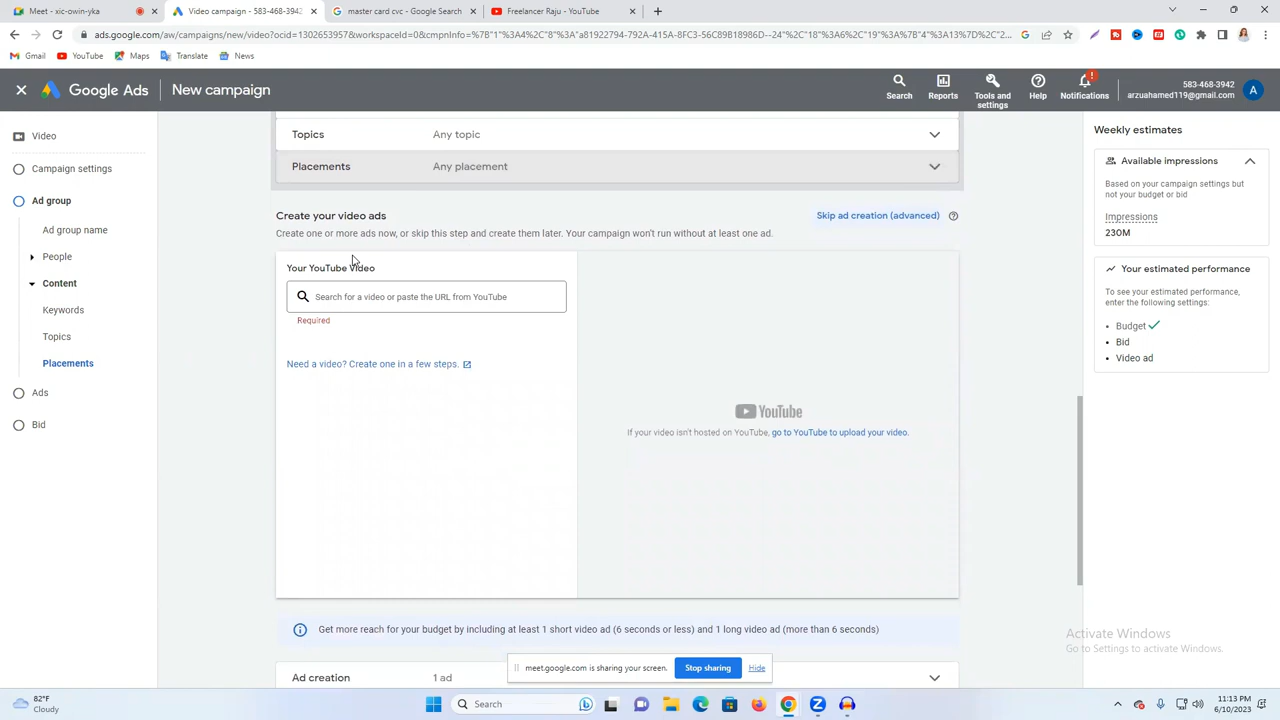 Meet - xic-owin-yka
Video campaign - 583-468-3942
master card cvc - Google Search
Freelancer Raju - YouTube
ads.google.com/aw/campaigns/new/video?ocid=1302653957&workspaceId=0&cmpnInfo=%7B"1"%3A4%2C"8"%3A"a81922794-792A-415A-8FC3-56C89B18986D--24"%2C"18"%3A6%2C"19"%3A%7B"4"%3A13%7D%2C"2...
Gmail
YouTube
Maps
Translate
News
Google Ads
New campaign
Search
Reports
Tools and settings
Help
Notifications
583-468-3942
arzuahamed119@gmail.com
A
Video
Campaign settings
Ad group
Ad group name
People
Content
Keywords
Topics
Placements
Ads
Bid
Topics Any topic
Placements Any placement
Create your video ads
Skip ad creation (advanced)
Create one or more ads now, or skip this step and create them later. Your campaign won't run without at least one ad.
Your YouTube Video
Search for a video or paste the URL from YouTube
Required
Need a video? Create one in a few steps.
YouTube
If your video isn't hosted on YouTube, go to YouTube to upload your video.
Get more reach for your budget by including at least 1 short video ad (6 seconds or less) and 1 long video ad (more than 6 seconds)
Ad creation 1 ad
Weekly estimates
Available impressions
Based on your campaign settings but
not your budget or bid
Impressions
230M
Your estimated performance
To see your estimated performance,
enter the following settings:
• Budget
• Bid
• Video ad
Activate Windows
Go to Settings to activate Windows.
meet.google.com is sharing your screen.
Stop sharing
Hide
82°F
Cloudy
Search
11:13 PM
6/10/2023